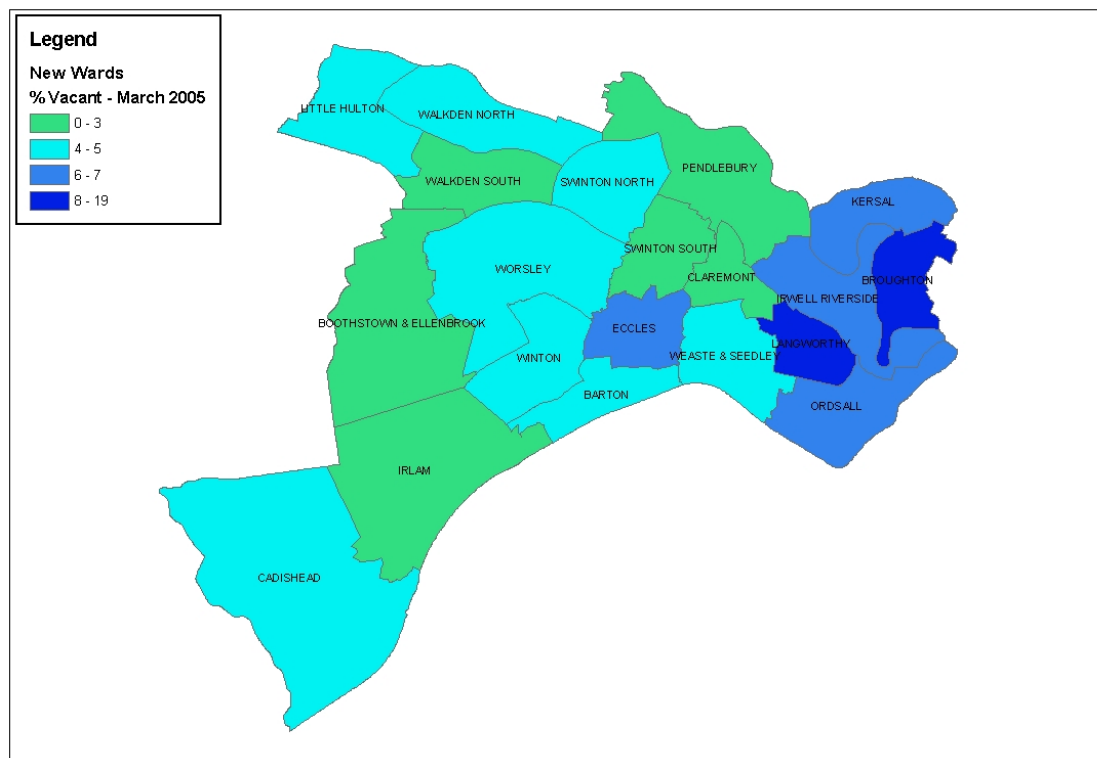 Legend
New Wards
% Vacant - March 2005
0 - 3
4 - 5
6 - 7
8 - 19
LITTLE HULTON
WALKDEN NORTH
PENDLEBURY
WALKDEN SOUTH
SWINTON NORTH
KERSAL
SWINTON SOUTH
WORSLEY
CLAREMONT
BROUGHTON
IRWELL RIVERSIDE
BOOTHSTOWN & ELLENBROOK
ECCLES
LANGWORTHY
WINTON
WEASTE & SEEDLEY
BARTON
ORDSALL
IRLAM
CADISHEAD